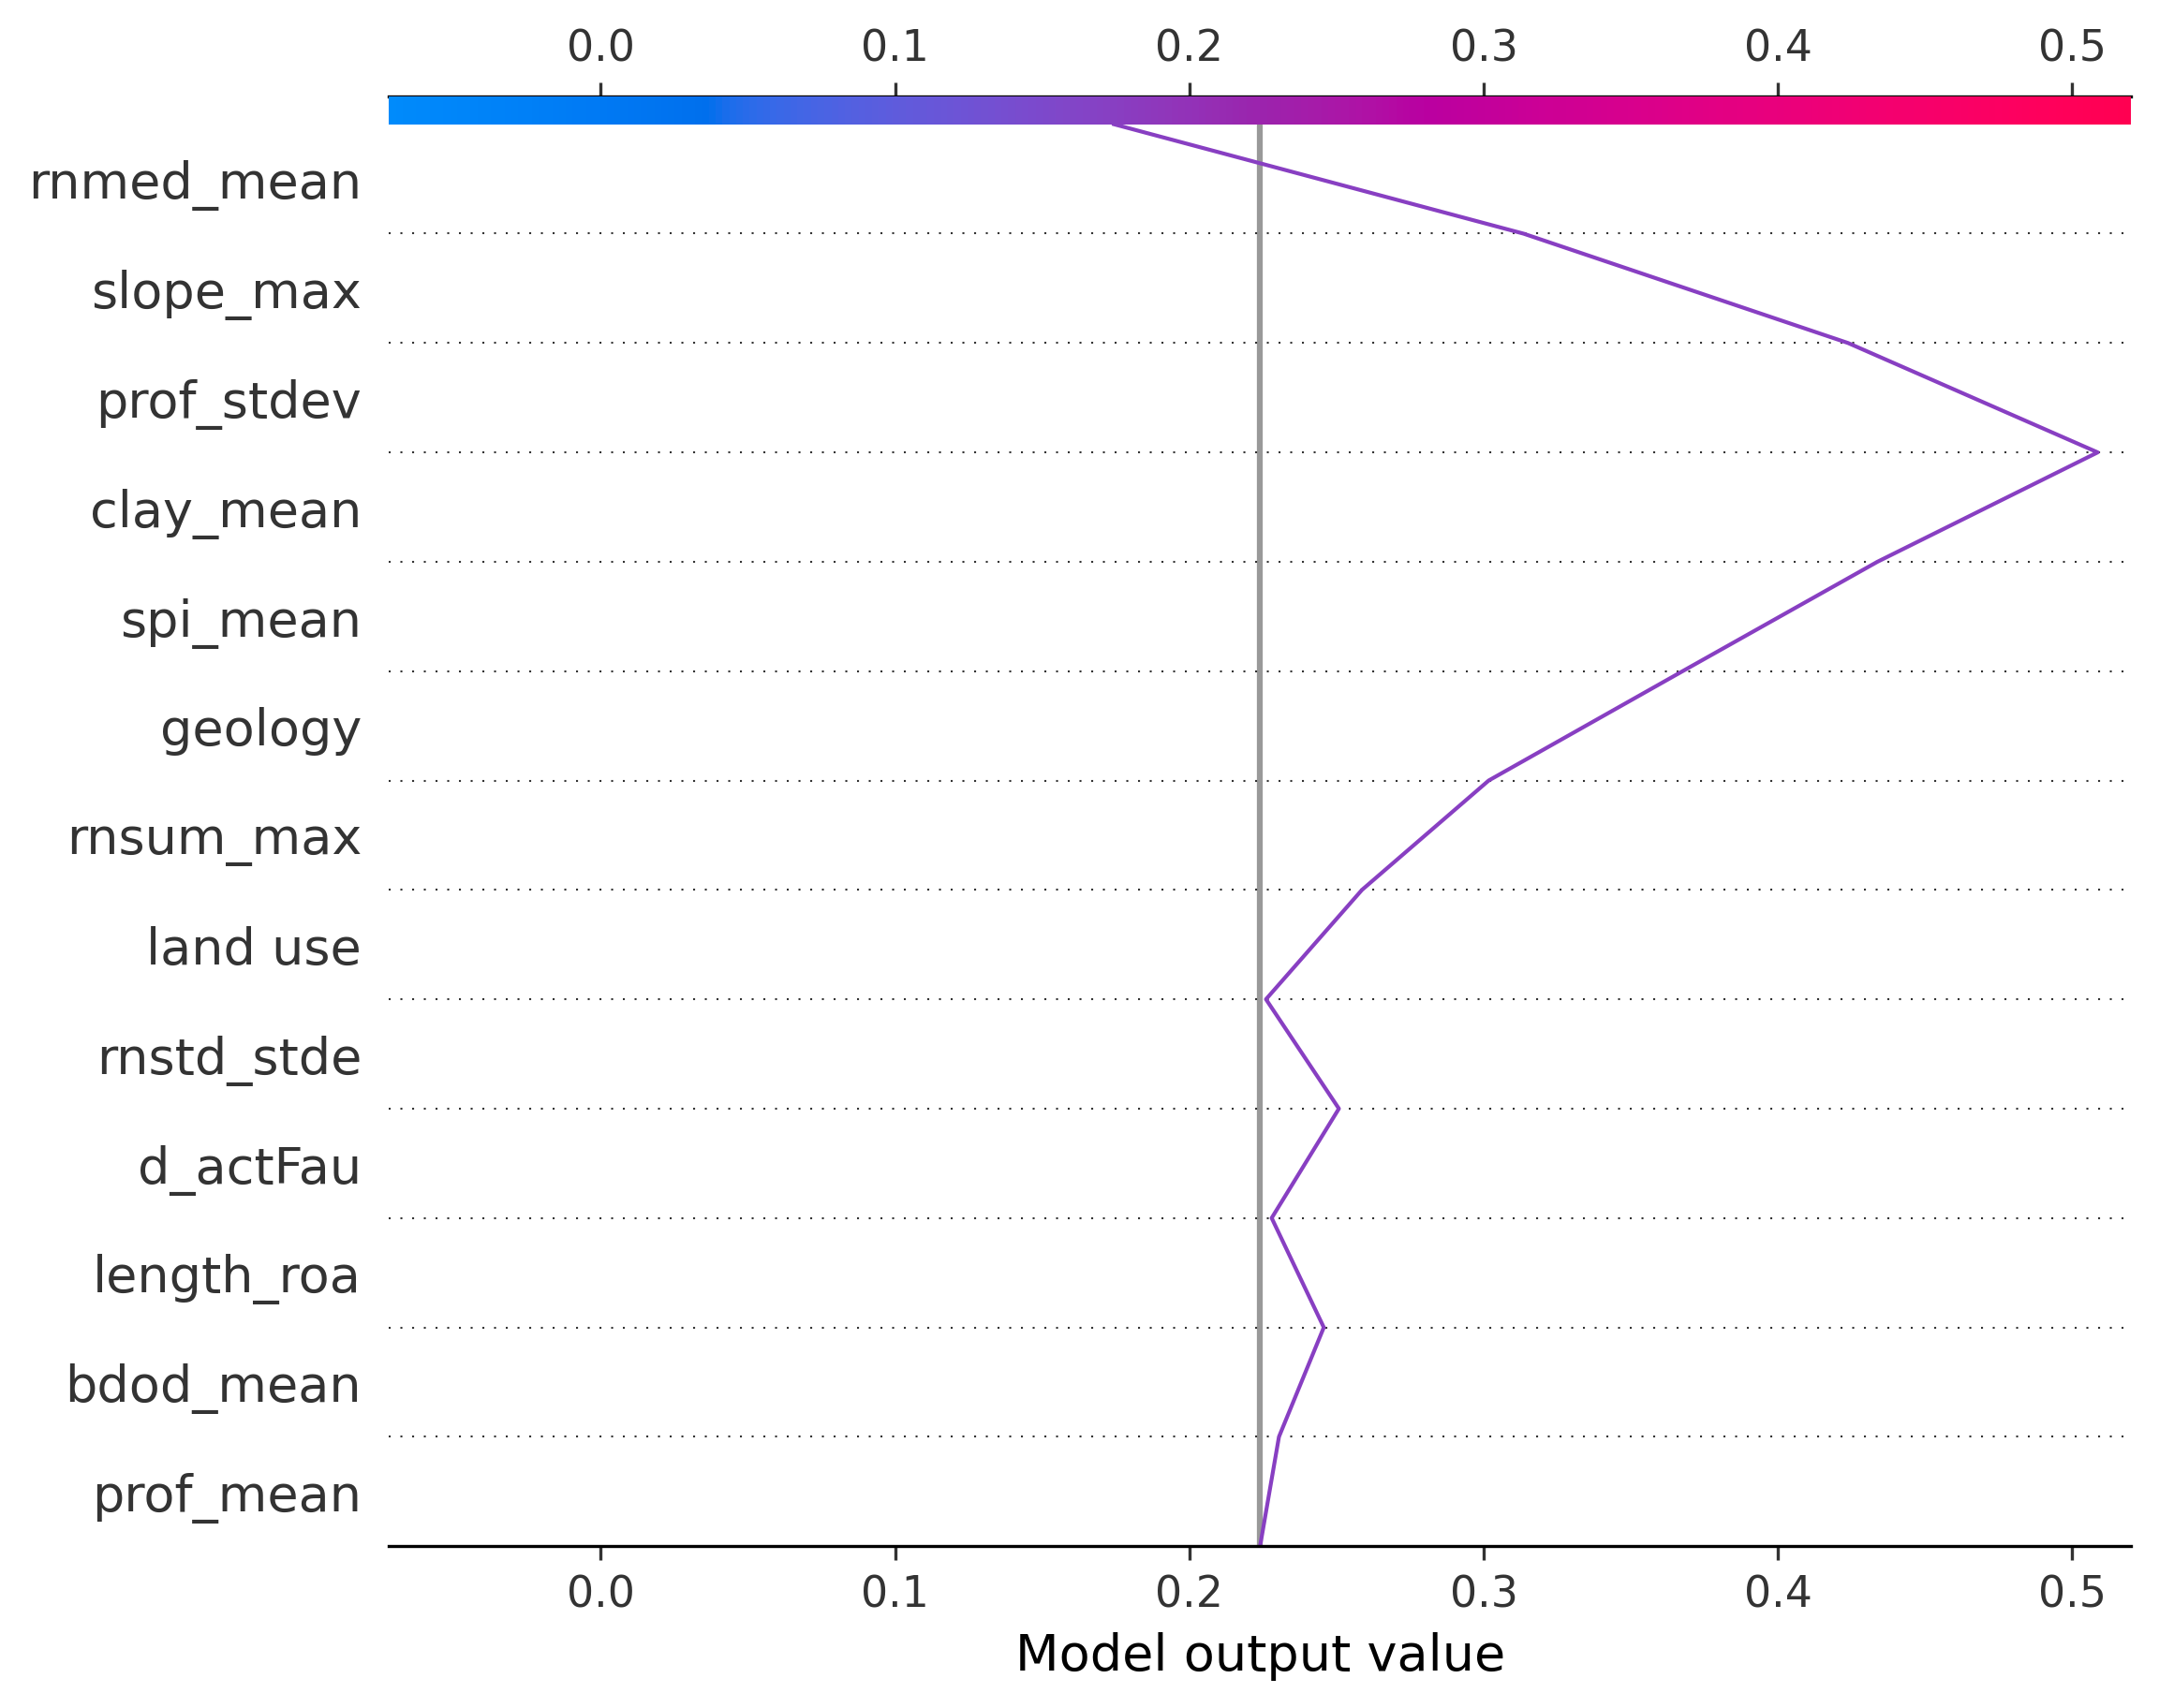 0.0 0.1 0.2 0.3 0.4 0.5
rnmed_mean
slope_max
prof_stdev
clay_mean
spi_mean
geology
rnsum_max
land use
rnstd_stde
d_actFau
length_roa
bdod_mean
prof_mean
0.0 0.1 0.2 0.3 0.4 0.5
Model output value